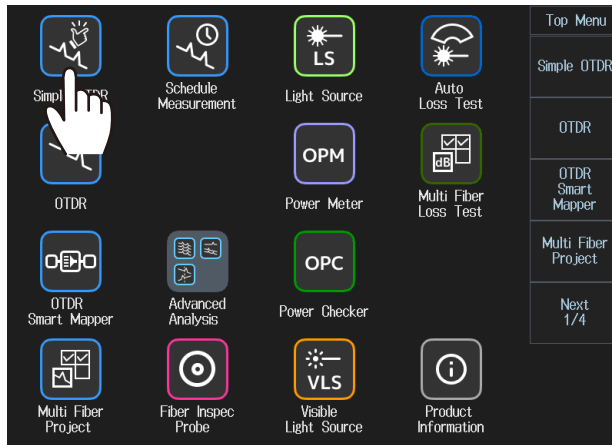 Top Menu
Simpl
Schedule
Measurement
LS
Light Source
Auto
Loss Test
Simple OTDR
OTDR
OPM
Power Meter
dB
Multi Fiber
Loss Test
OTDR
OTDR
Smart
Mapper
OTDR
Smart Mapper
Advanced
Analysis
OPC
Power Checker
Multi Fiber
Project
Next
1/4
Multi Fiber
Project
Fiber Inspec
Probe
VLS
Visible
Light Source
Product
Information